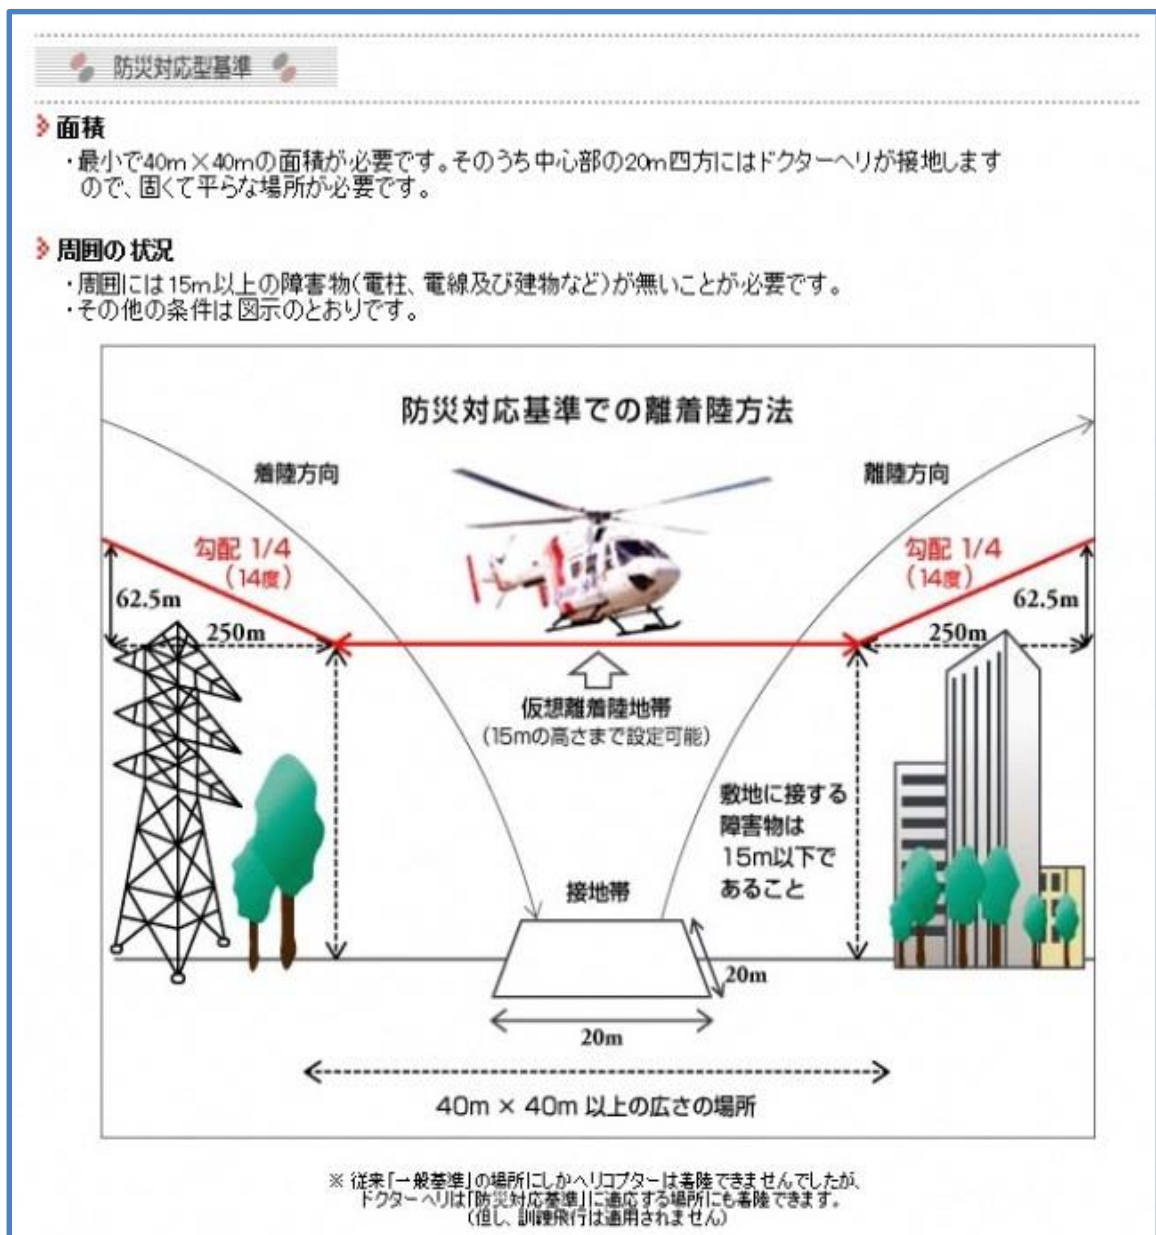 防災対応型基準
面積
・最小で40m×40mの面積が必要です。そのうち中心部の20m四方にはドクターヘリが接地します
ので、固くて平らな場所が必要です。
周囲の状況
・周囲には15m以上の障害物(電柱、電線及び建物など)が無いことが必要です。
・その他の条件は図示のとおりです。
防災対応基準での離着陸方法
着陸方向
離陸方向
勾配 1/4
(14度)
勾配 1/4
(14度)
62.5m
250m
62.5m
250m
仮想離着陸地帯
(15mの高さまで設定可能)
敷地に接する
障害物は
15m以下で
あること
接地帯
20m
20m
40m × 40m 以上の広さの場所
※ 従来「一般基準」の場所にしかヘリコプターは着陸できませんでしたが、
ドクターヘリは「防災対応基準」に適応する場所にも着陸できます。
(但し、訓練飛行は適用されません)